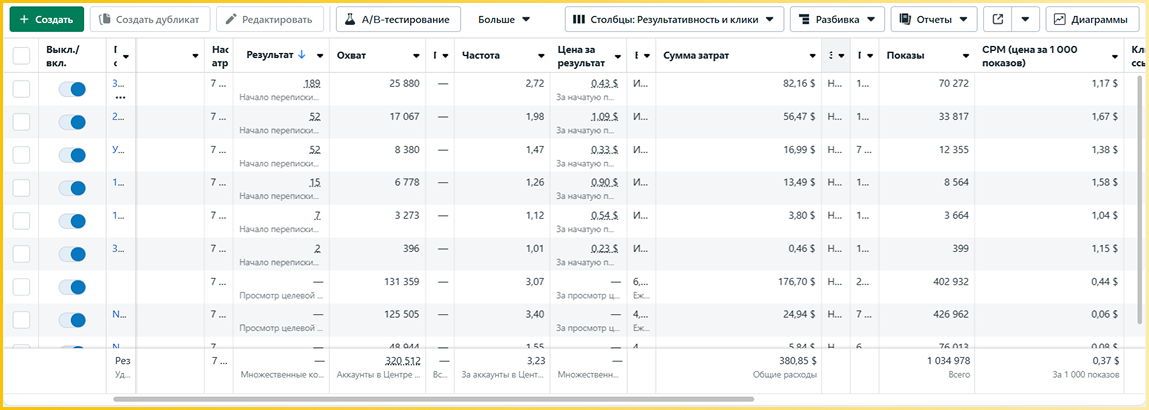 + Создать Создать дубликат Редактировать A/B-тестирование Больше Столбцы: Результативность и клики Разбивка Отчеты Диаграммы
Выкл./ Нас Результат ↓ Охват Частота Цена за Сумма затрат Показы CPM (цена за 1 000 Кли
вкл. атр результат показов) ссы
3... 7 ... 189 25 880 — 2,72 0,43 $ И... 82,16 $ Н... 1... 70 272 1,17 $
... Начало переписки... За начатую п...
2... 7 ... 52 17 067 — 1,98 1,09 $ И... 56,47 $ Н... 1... 33 817 1,67 $
Начало переписки... За начатую п...
У... 7 ... 52 8 380 — 1,47 0,33 $ И... 16,99 $ Н... 7 ... 12 355 1,38 $
Начало переписки... За начатую п...
1... 7 ... 15 6 778 — 1,26 0,90 $ И... 13,49 $ Н... 1... 8 564 1,58 $
Начало переписки... За начатую п...
1... 7 ... 7 3 273 — 1,12 0,54 $ И... 3,80 $ Н... 1... 3 664 1,04 $
Начало переписки... За начатую п...
3... 7 ... 2 396 — 1,01 0,23 $ И... 0,46 $ Н... 1... 399 1,15 $
Начало переписки... За начатую п...
7 ... — 131 359 — 3,07 — 6,... 176,70 $ Н... 2... 402 932 0,44 $
Просмотр целевой ... За просмотр ц... Еж...
N... 7 ... — 125 505 — 3,40 — 4,... 24,94 $ Н... 7 ... 426 962 0,06 $
Просмотр целевой ... За просмотр ц... Еж...
N... 7 ... — 48 944 — 1,55 — 4,... 5,84 $ Н... 6... 76 013 0,08 $
Рез 7 ... — 320 512 — 3,23 — 380,85 $ 1 034 978 0,37 $
Уд... Множественные ко... Аккаунты в Центре ... Вс... За аккаунты в Цент... Множественн... Общие расходы Всего За 1 000 показов